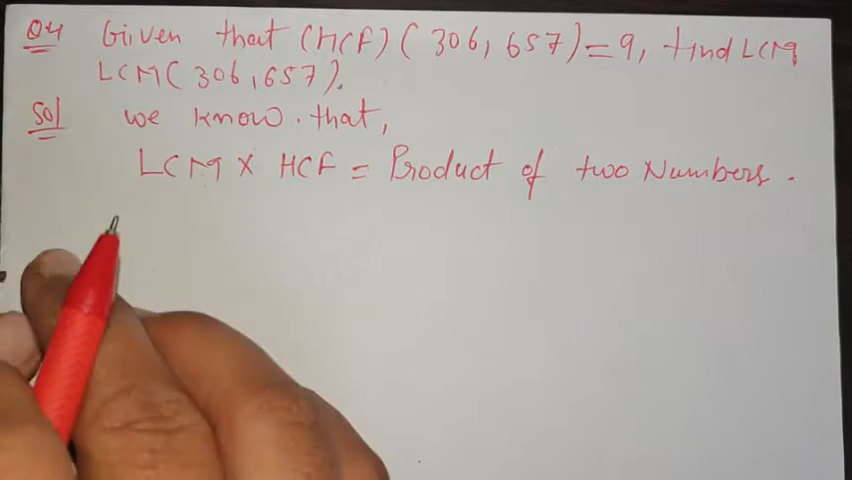 Q4 Given that (HCF) (306, 657) = 9, find LCM
LCM (306, 657).
Sol we know. that,
LCM × HCF = Product of two Numbers.